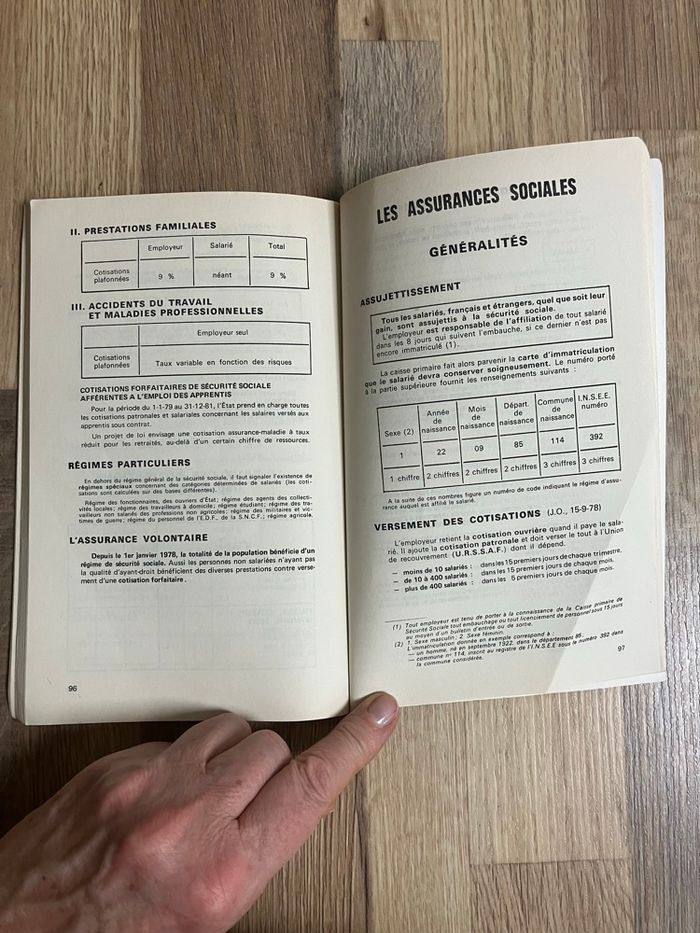 II. PRESTATIONS FAMILIALES
Employeur Salarié Total
Cotisations
plafonnées 9 % néant 9 %
III. ACCIDENTS DU TRAVAIL
ET MALADIES PROFESSIONNELLES
Employeur seul
Cotisations
plafonnées Taux variable en fonction des risques
COTISATIONS FORFAITAIRES DE SÉCURITÉ SOCIALE
AFFÉRENTES A L'EMPLOI DES APPRENTIS
Pour la période du 1-1-79 au 31-12-81, l'État prend en charge toutes
les cotisations patronales et salariales concernant les salaires versés aux
apprentis sous contrat.
Un projet de loi envisage une cotisation assurance-maladie à taux
réduit pour les retraités, au-delà d'un certain chiffre de ressources.
RÉGIMES PARTICULIERS
En dehors du régime général de la sécurité sociale, il faut signaler l'existence de
régimes spéciaux concernant des catégories déterminées de salariés (les coti-
sations sont calculées sur des bases différentes).
Régime des fonctionnaires, des ouvriers d'État ; régime des agents des collecti-
vités locales ; régime des travailleurs à domicile ; régime étudiant ; régime des tra-
vailleurs non salariés des professions non agricoles ; régime des militaires et vic-
times de guerre ; régime du personnel de l'E.D.F., de la S.N.C.F. ; régime agricole.
L'ASSURANCE VOLONTAIRE
Depuis le 1er janvier 1978, la totalité de la population bénéficie d'un
régime de sécurité sociale. Aussi les personnes non salariées n'ayant pas
la qualité d'ayant-droit bénéficient des diverses prestations contre verse-
ment d'une cotisation forfaitaire.
96
LES ASSURANCES SOCIALES
GÉNÉRALITÉS
ASSUJETTISSEMENT
Tous les salariés, français et étrangers, quel que soit leur
gain, sont assujettis à la sécurité sociale.
L'employeur est responsable de l'affiliation de tout salarié
dans les 8 jours qui suivent l'embauche, si ce dernier n'est pas
encore immatriculé (1).
La caisse primaire fait alors parvenir la carte d'immatriculation
que le salarié devra conserver soigneusement. Le numéro porté
à la partie supérieure fournit les renseignements suivants :
Sexe (2) Année de naissance Mois de naissance Départ. de naissance Commune de naissance I.N.S.E.E. numéro
1 22 09 85 114 392
1 chiffre 2 chiffres 2 chiffres 2 chiffres 3 chiffres 3 chiffres
A la suite de ces nombres figure un numéro de code indiquant le régime d'assu-
rance auquel est affilié le salarié.
VERSEMENT DES COTISATIONS (J.O., 15-9-78)
L'employeur retient la cotisation ouvrière quand il paye le sala-
rié. Il ajoute la cotisation patronale et doit verser le tout à l'Union
de recouvrement (U.R.S.S.A.F.) dont il dépend.
— moins de 10 salariés : dans les 15 premiers jours de chaque trimestre.
— de 10 à 400 salariés : dans les 15 premiers jours de chaque mois.
— plus de 400 salariés : dans les 5 premiers jours de chaque mois.
(1) Tout employeur est tenu de porter à la connaissance de la Caisse primaire de
Sécurité Sociale tout embauchage ou tout licenciement de personnel sous 15 jours
au moyen d'un bulletin d'entrée ou de sortie.
(2) 1. Sexe masculin ; 2. Sexe féminin.
L'immatriculation donnée en exemple correspond à :
— un homme, né en septembre 1922, dans le département 85 ;
— commune n° 114, inscrit au registre de l'I.N.S.E.E. sous le numéro 392 dans
la commune considérée.
97